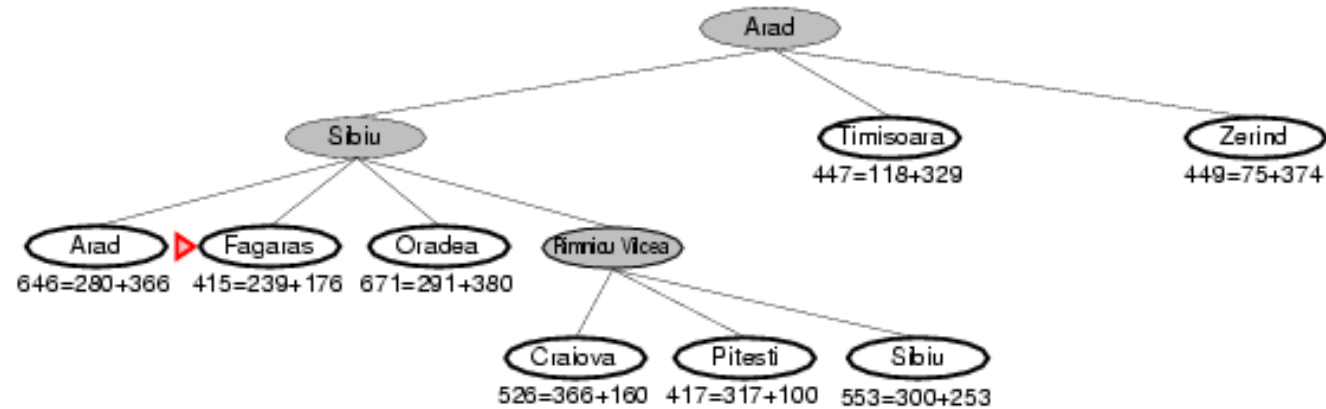 Arad
Sibiu
Timisoara
Zerind
447=118+329
449=75+374
Arad
Fagaras
Oradea
Rimnicu Vilcea
646=280+366
415=239+176
671=291+380
Craiova
Pitesti
Sibiu
526=366+160
417=317+100
553=300+253